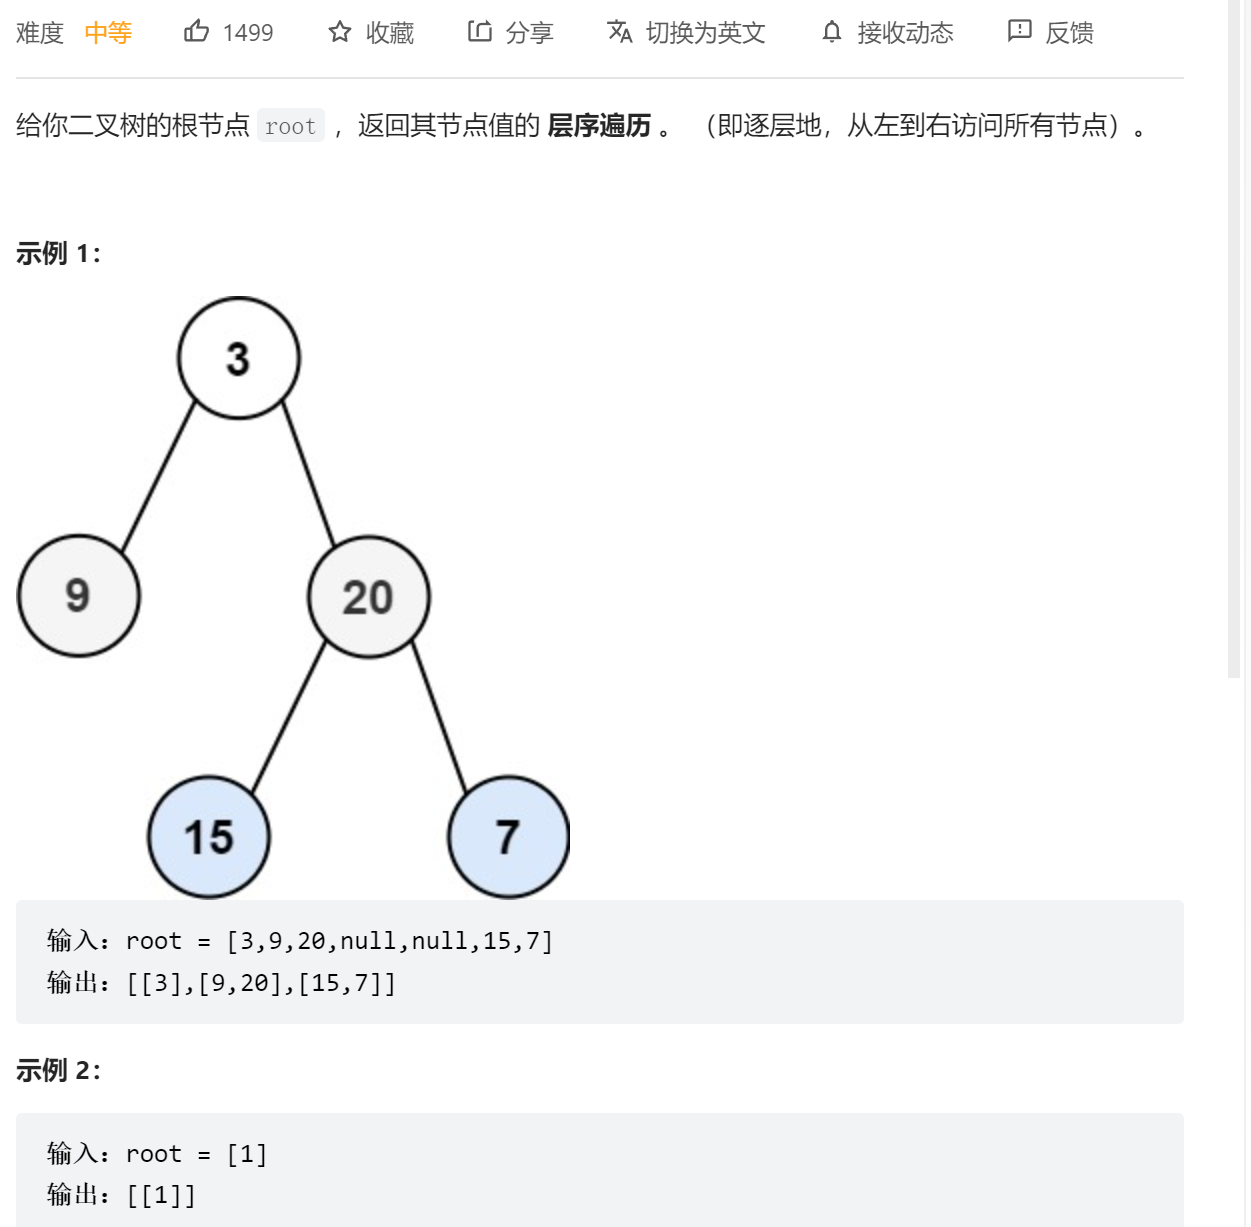 难度 中等 1499 收藏 分享 切换为英文 接收动态 反馈
给你二叉树的根节点 root ，返回其节点值的 层序遍历 。 （即逐层地，从左到右访问所有节点）。
示例 1：
3
9 20
15 7
输入：root = [3,9,20,null,null,15,7]
输出：[[3],[9,20],[15,7]]
示例 2：
输入：root = [1]
输出：[[1]]